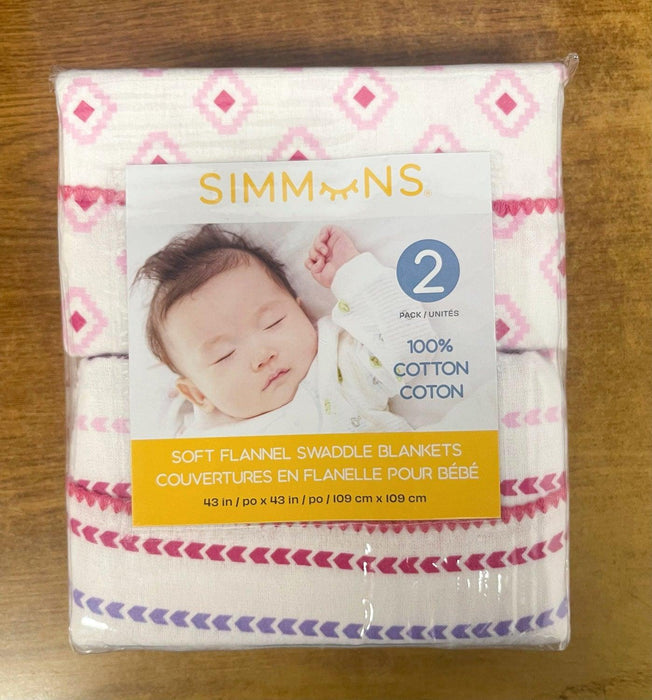 SIMMONS®
2
PACK / UNITÉS
100%
COTTON
COTON
SOFT FLANNEL SWADDLE BLANKETS
COUVERTURES EN FLANELLE POUR BÉBÉ
43 in / po x 43 in / po / 109 cm x 109 cm